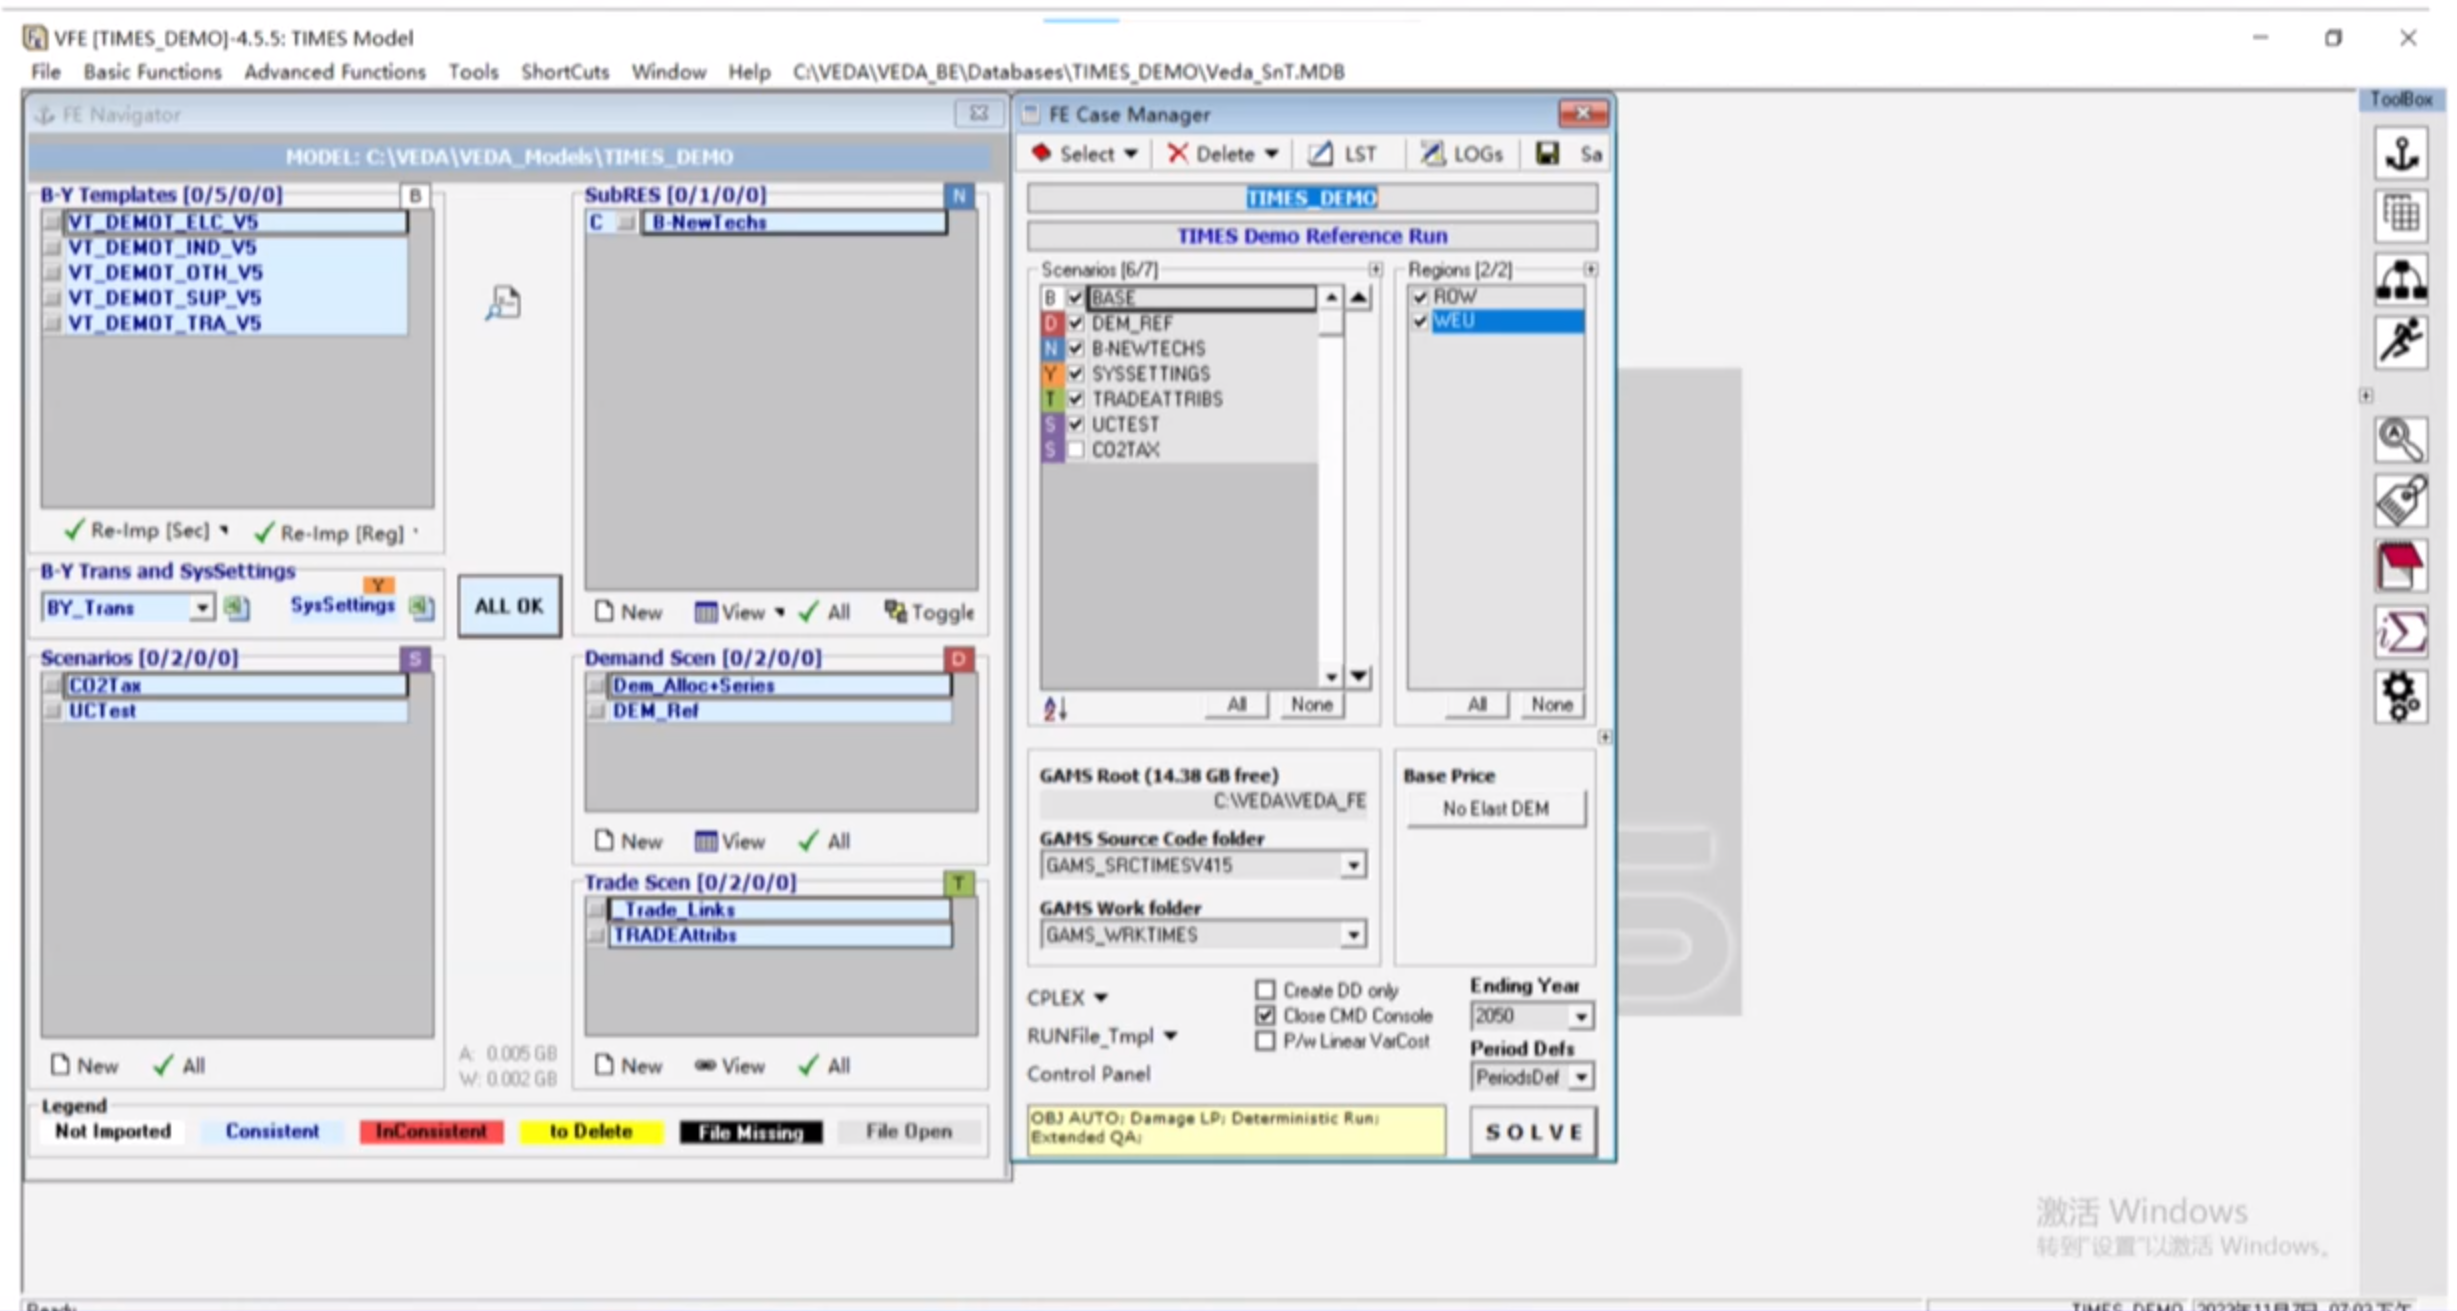 VFE [TIMES_DEMO]-4.5.5: TIMES Model
File Basic Functions Advanced Functions Tools ShortCuts Window Help C:\VEDA\VEDA_BE\Databases\TIMES_DEMO\Veda_SnT.MDB
FE Navigator
MODEL: C:\VEDA\VEDA_Models\TIMES_DEMO
B-Y Templates [0/5/0/0] B
VT_DEMOT_ELC_V5
VT_DEMOT_IND_V5
VT_DEMOT_OTH_V5
VT_DEMOT_SUP_V5
VT_DEMOT_TRA_V5
Re-Imp [Sec] Re-Imp [Reg]
B-Y Trans and SysSettings
Y
BY_Trans SysSettings
ALL OK
Scenarios [0/2/0/0] S
CO2Tax
UCTest
New All
A: 0.005 GB
W: 0.002 GB
SubRES [0/1/0/0] N
C B-NewTechs
New View All Toggle
Demand Scen [0/2/0/0] D
Dem_Alloc+Series
DEM_Ref
New View All
Trade Scen [0/2/0/0] T
_Trade_Links
TRADEAttribs
New View All
Legend
Not Imported Consistent InConsistent to Delete File Missing File Open
FE Case Manager
Select Delete LST LOGs Sa
TIMES_DEMO
TIMES Demo Reference Run
Scenarios [6/7]
B BASE
D DEM_REF
N B-NEWTECHS
Y SYSSETTINGS
T TRADEATTRIBS
S UCTEST
S CO2TAX
All None
Regions [2/2]
ROW
WEU
All None
GAMS Root (14.38 GB free)
C:\VEDA\VEDA_FE
GAMS Source Code folder
GAMS_SRCTIMESV415
GAMS Work folder
GAMS_WRKTIMES
Base Price
No Elast DEM
CPLEX
RUNFile_Tmpl
Control Panel
Create DD only
Close CMD Console
P/w Linear VarCost
Ending Year
2050
Period Defs
PeriodsDef
OBJ AUTO; Damage LP; Deterministic Run;
Extended QA;
SOLVE
ToolBox
激活 Windows
转到"设置"以激活 Windows。
Ready
TIMES_DEMO